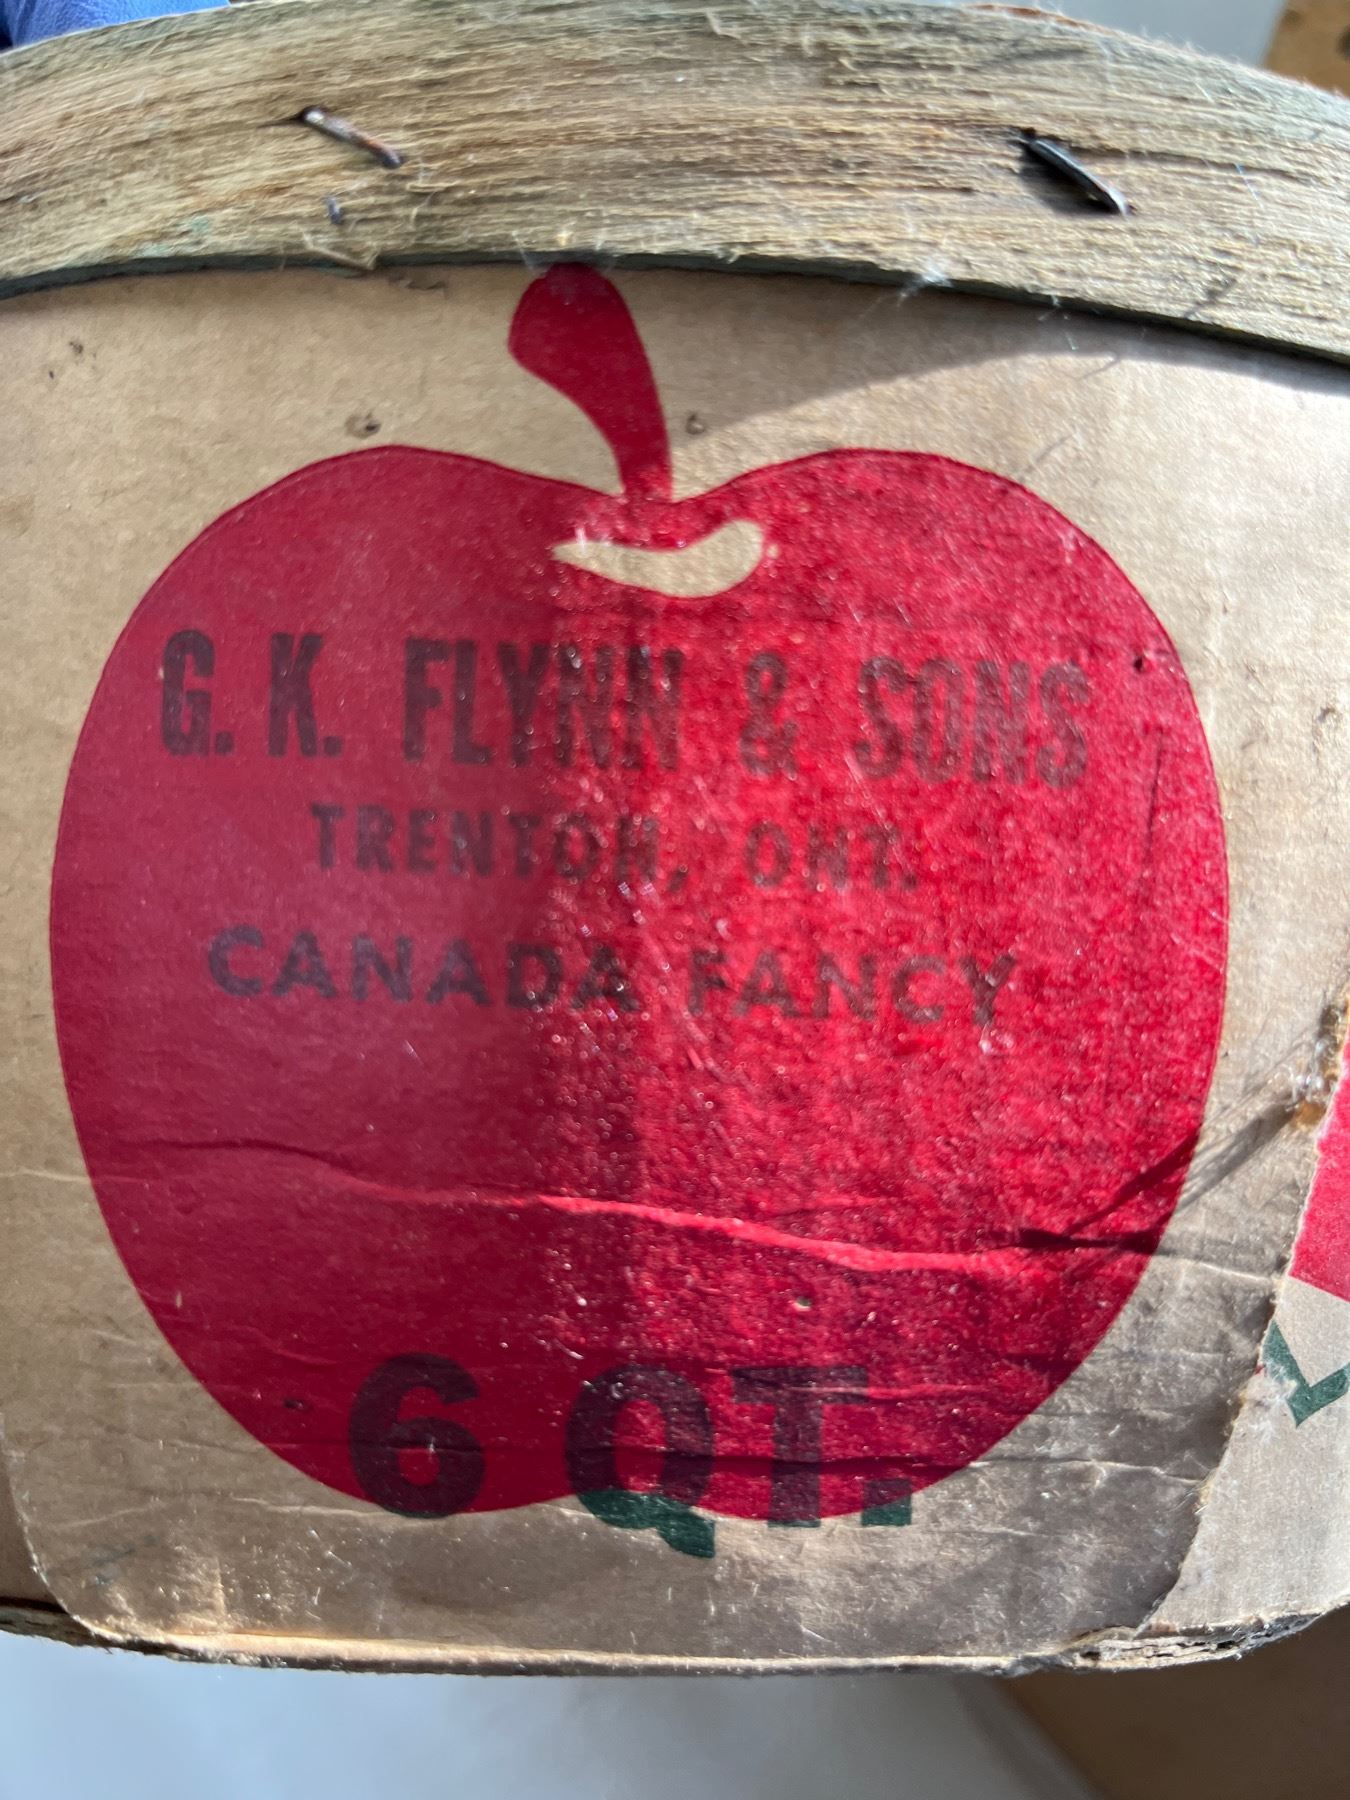 G. K. FLYNN & SONS
TRENTON, ONT.
CANADA FANCY
6 QT.